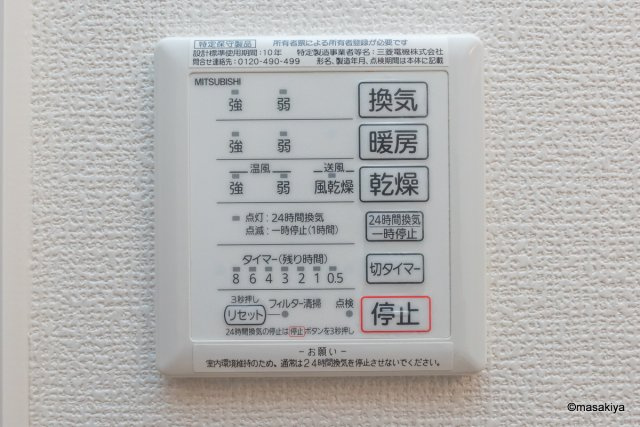 特定保守製品 所有者票による所有者登録が必要です
設計標準使用期間：10年 特定製造事業者等名：三菱電機株式会社
問合せ連絡先：0120-490-499 形名、製造年月、点検期間は本体に記載
MITSUBISHI
強 弱 換気
強 弱 暖房
温風 送風
強 弱 風乾燥 乾燥
点灯：24時間換気
点滅：一時停止(1時間)
24時間換気
一時停止
タイマー(残り時間)
8 6 4 3 2 1 0.5
切タイマー
3秒押し
リセット フィルター清掃 点検
停止
24時間換気の停止は停止ボタンを3秒押し
－お願い－
室内環境維持のため、通常は24時間換気を停止させないでください。
©masakiya